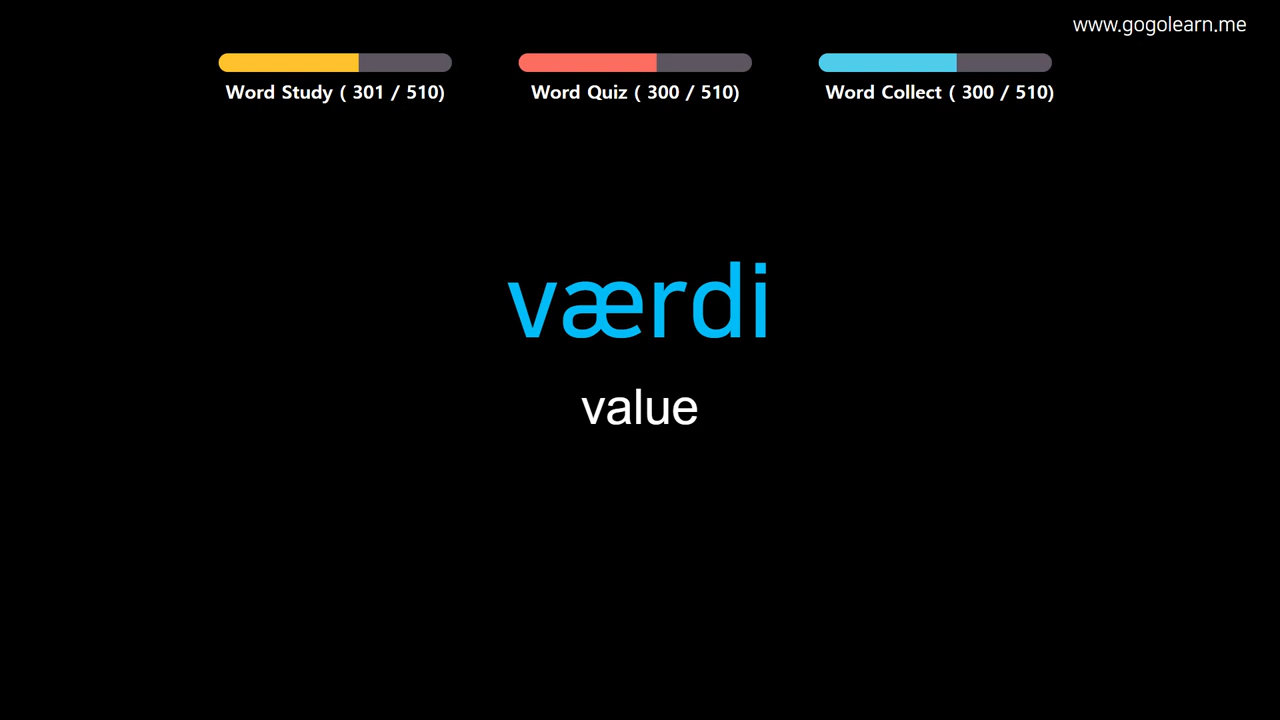 www.gogolearn.me
Word Study ( 301 / 510)
Word Quiz ( 300 / 510)
Word Collect ( 300 / 510)
værdi
value